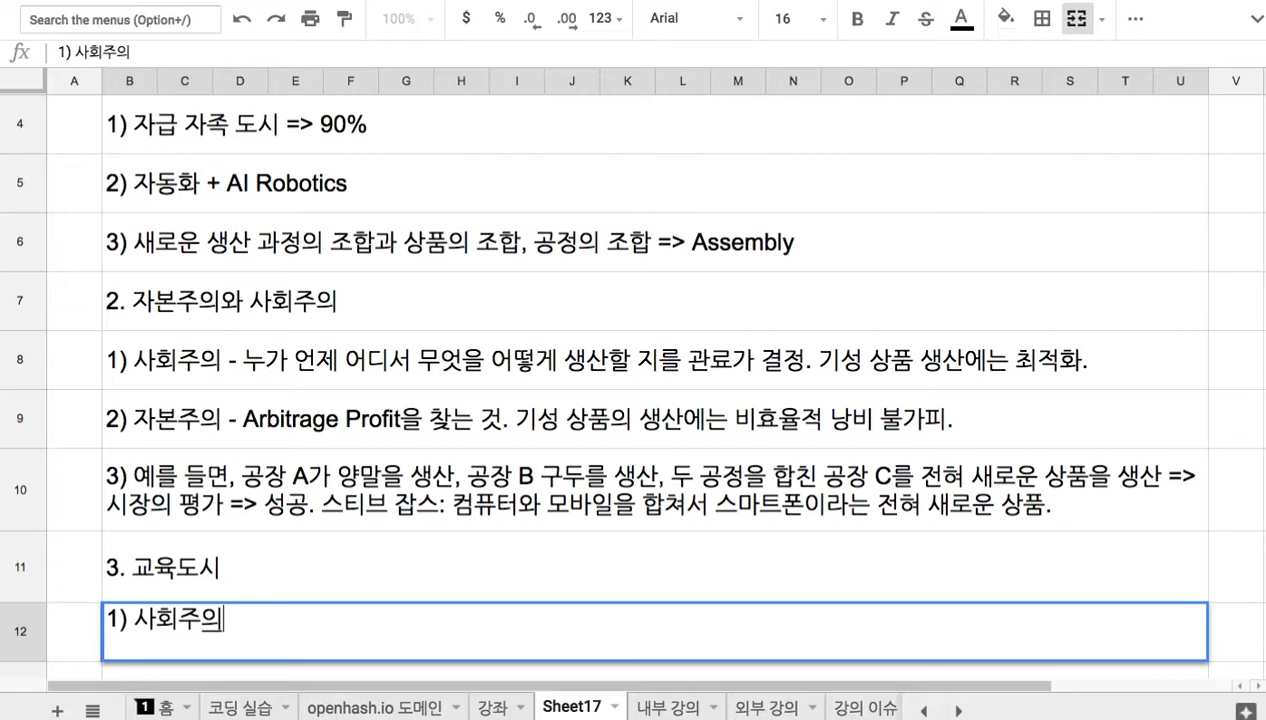 Search the menus (Option+/) 100% $ % .0 .00 123 Arial 16 B I S A ...
fx 1) 사회주의
A B C D E F G H I J K L M N O P Q R S T U V
4 1) 자급 자족 도시 => 90%
5 2) 자동화 + AI Robotics
6 3) 새로운 생산 과정의 조합과 상품의 조합, 공정의 조합 => Assembly
7 2. 자본주의와 사회주의
8 1) 사회주의 - 누가 언제 어디서 무엇을 어떻게 생산할 지를 관료가 결정. 기성 상품 생산에는 최적화.
9 2) 자본주의 - Arbitrage Profit을 찾는 것. 기성 상품의 생산에는 비효율적 낭비 불가피.
10 3) 예를 들면, 공장 A가 양말을 생산, 공장 B 구두를 생산, 두 공정을 합친 공장 C를 전혀 새로운 상품을 생산 =>
시장의 평가 => 성공. 스티브 잡스: 컴퓨터와 모바일을 합쳐서 스마트폰이라는 전혀 새로운 상품.
11 3. 교육도시
12 1) 사회주의
+ 1 홈 코딩 실습 openhash.io 도메인 강좌 Sheet17 내부 강의 외부 강의 강의 이슈